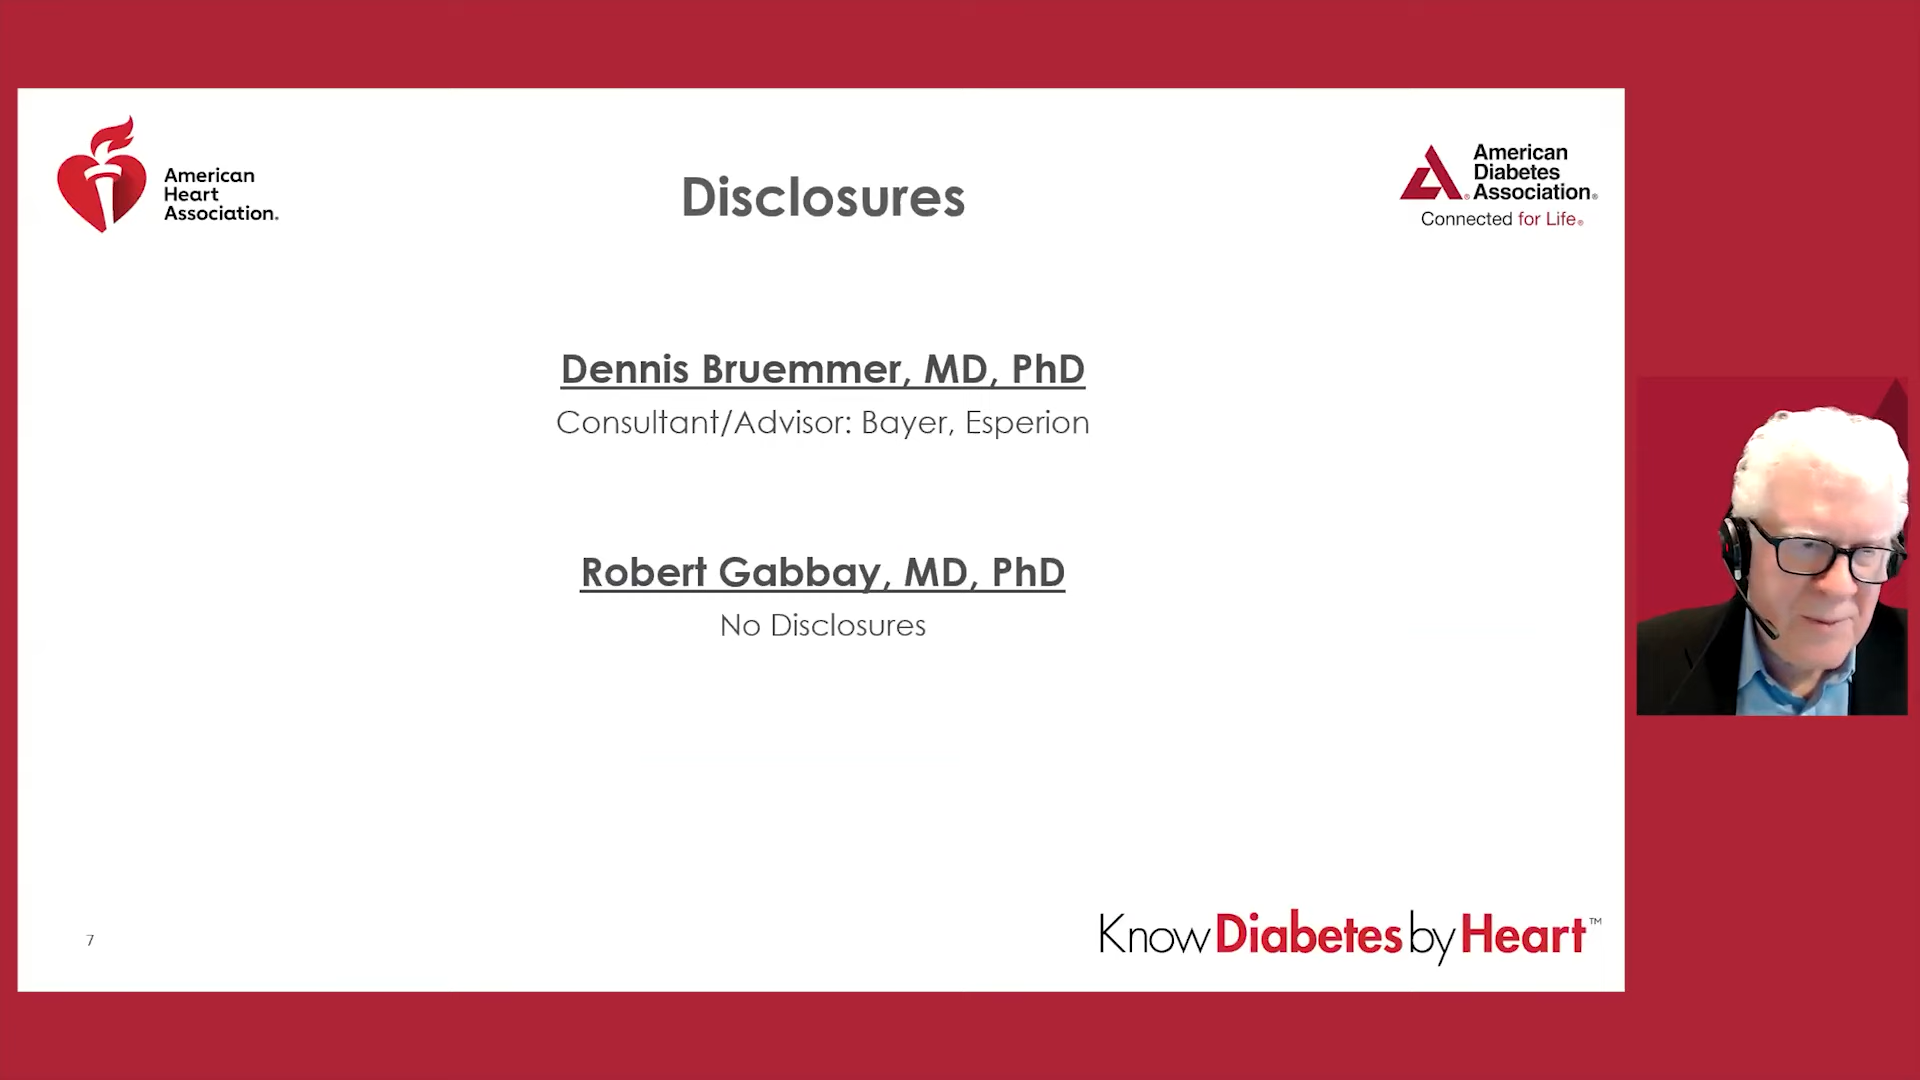 American
Heart
Association®
Disclosures
American
Diabetes
Association®
Connected for Life®
Dennis Bruemmer, MD, PhD
Consultant/Advisor: Bayer, Esperion
Robert Gabbay, MD, PhD
No Disclosures
7
Know Diabetes by Heart™